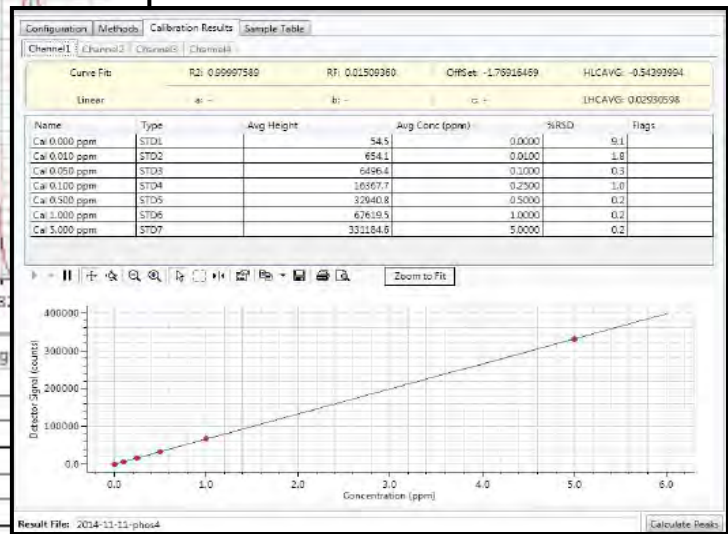 Configuration Methods Calibration Results Sample Table
Channel1 Channel2 Channel3 Channel4
Curve Fit: R2: 0.99997589 RF: 0.01509360 OffSet: -1.76916469 HLCAVG: -0.54393994
Linear a: - b: - c: - LHCAVG: 0.02930598
Name Type Avg Height Avg Conc (ppm) %RSD Flags
Cal 0.000 ppm STD1 54.5 0.0000 9.1
Cal 0.010 ppm STD2 654.1 0.0100 1.8
Cal 0.050 ppm STD3 6496.4 0.1000 0.3
Cal 0.100 ppm STD4 16367.7 0.2500 1.0
Cal 0.500 ppm STD5 32940.8 0.5000 0.2
Cal 1.000 ppm STD6 67619.5 1.0000 0.2
Cal 5.000 ppm STD7 331184.6 5.0000 0.2
Zoom to Fit
400000
300000
200000
100000
0.0
Detector Signal (counts)
0.0 1.0 2.0 3.0 4.0 5.0 6.0
Concentration (ppm)
Result File: 2014-11-11-phos4 Calculate Peaks